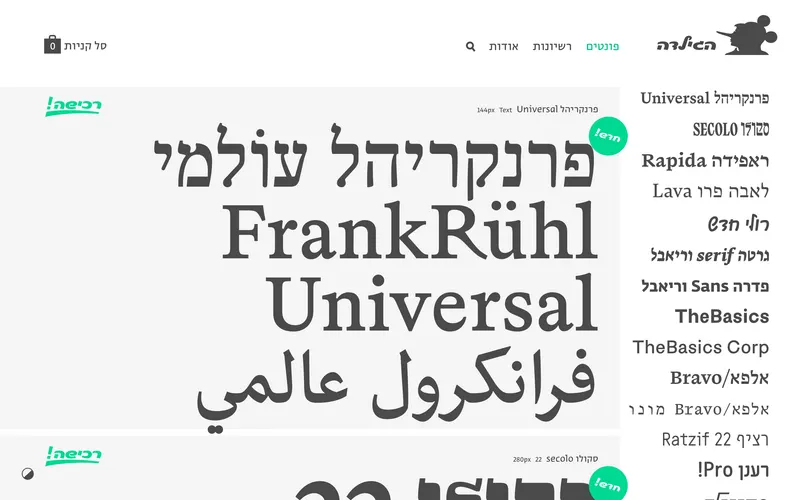 הגילדה
פונטים
רשיונות
אודות
סל קניות
0
פרנקריהל Universal
SECOLO סקולו
ראפידה Rapida
לאבה פרו Lava
רולי חדש
גרטה serif וריאבל
פדרה Sans וריאבל
TheBasics
TheBasics Corp
אלפא/Bravo
אלפא/Bravo מונו
רציף 22 Ratzif
רענן Pro!
פרנקריהל Universal Text 144px
רכישה!
חדש!
פרנקריהל עולמי
FrankRühl
Universal
فرانكرول عالمي
סקולו secolo 22 280px
רכישה!
חדש!